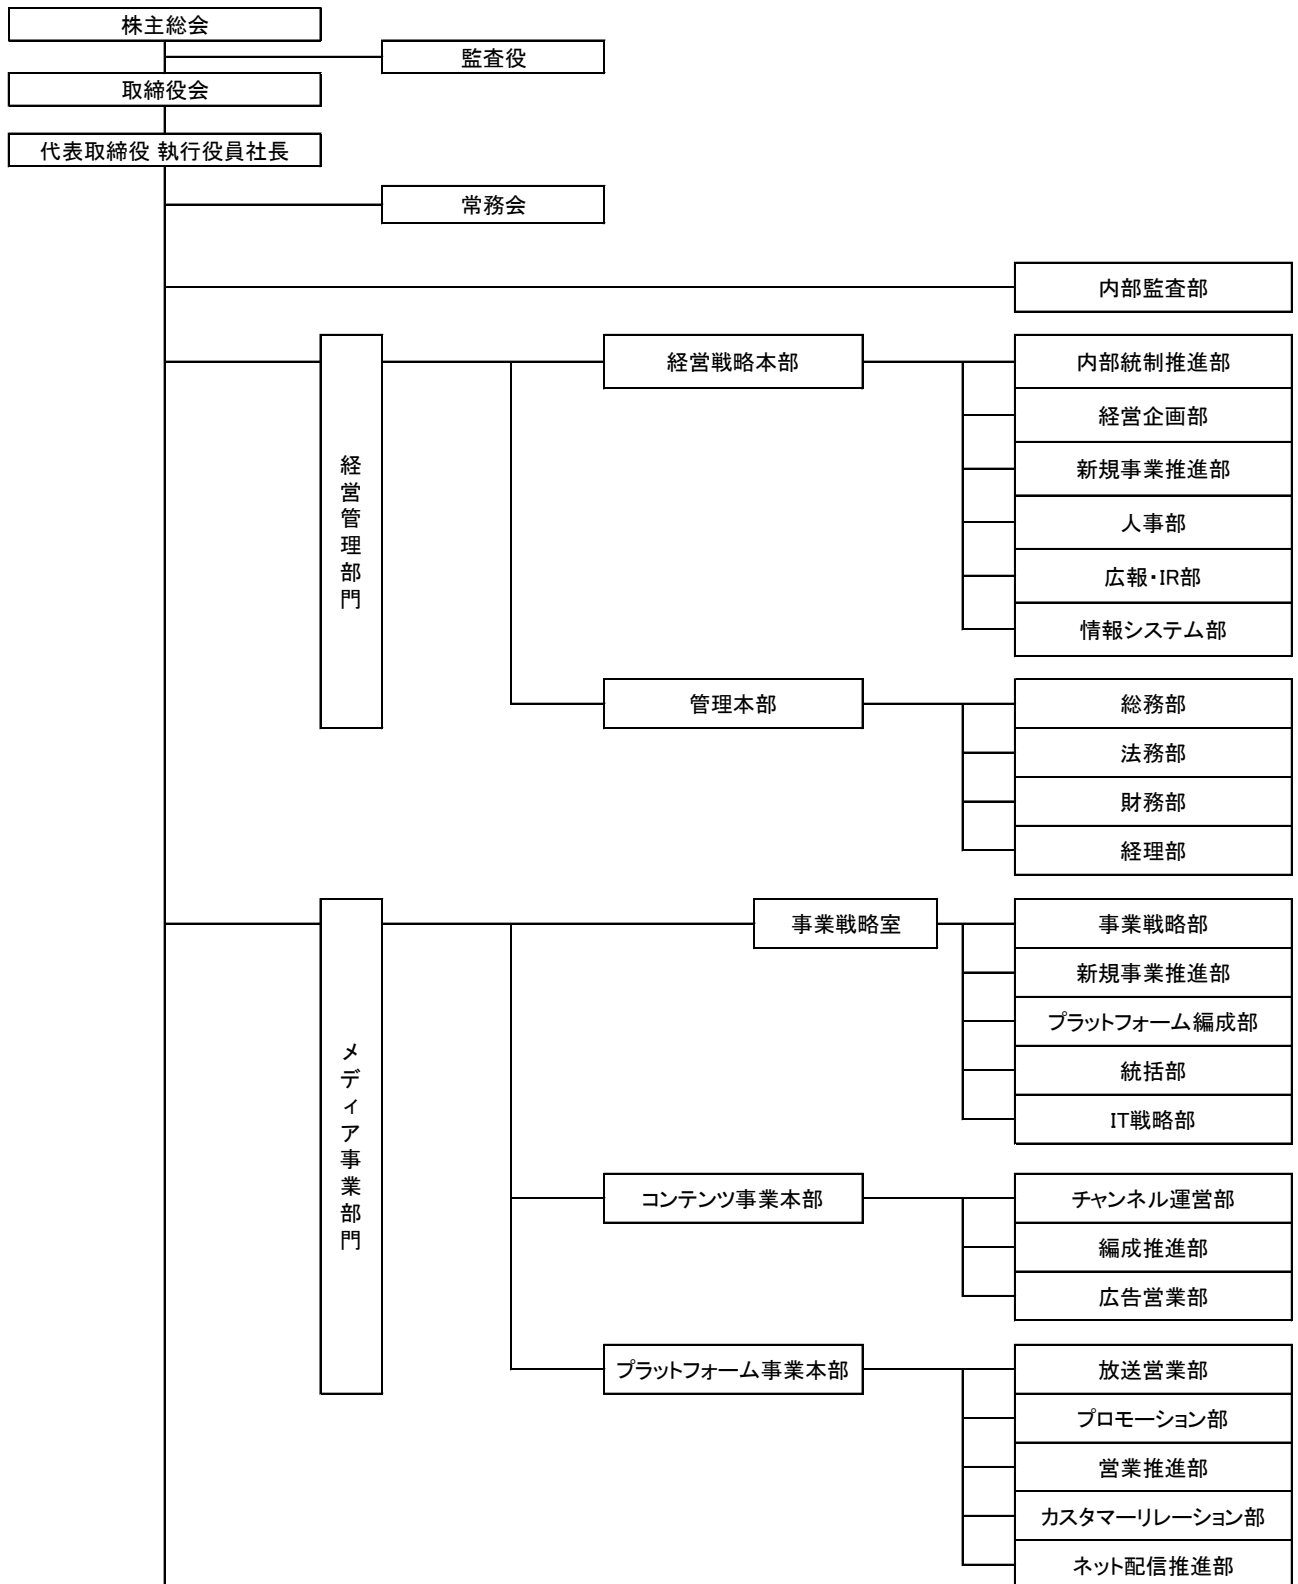 株主総会
監査役
取締役会
代表取締役 執行役員社長
常務会
内部監査部
経営管理部門
経営戦略本部
内部統制推進部
経営企画部
新規事業推進部
人事部
広報・IR部
情報システム部
管理本部
総務部
法務部
財務部
経理部
メディア事業部門
事業戦略室
事業戦略部
新規事業推進部
プラットフォーム編成部
統括部
IT戦略部
コンテンツ事業本部
チャンネル運営部
編成推進部
広告営業部
プラットフォーム事業本部
放送営業部
プロモーション部
営業推進部
カスタマーリレーション部
ネット配信推進部